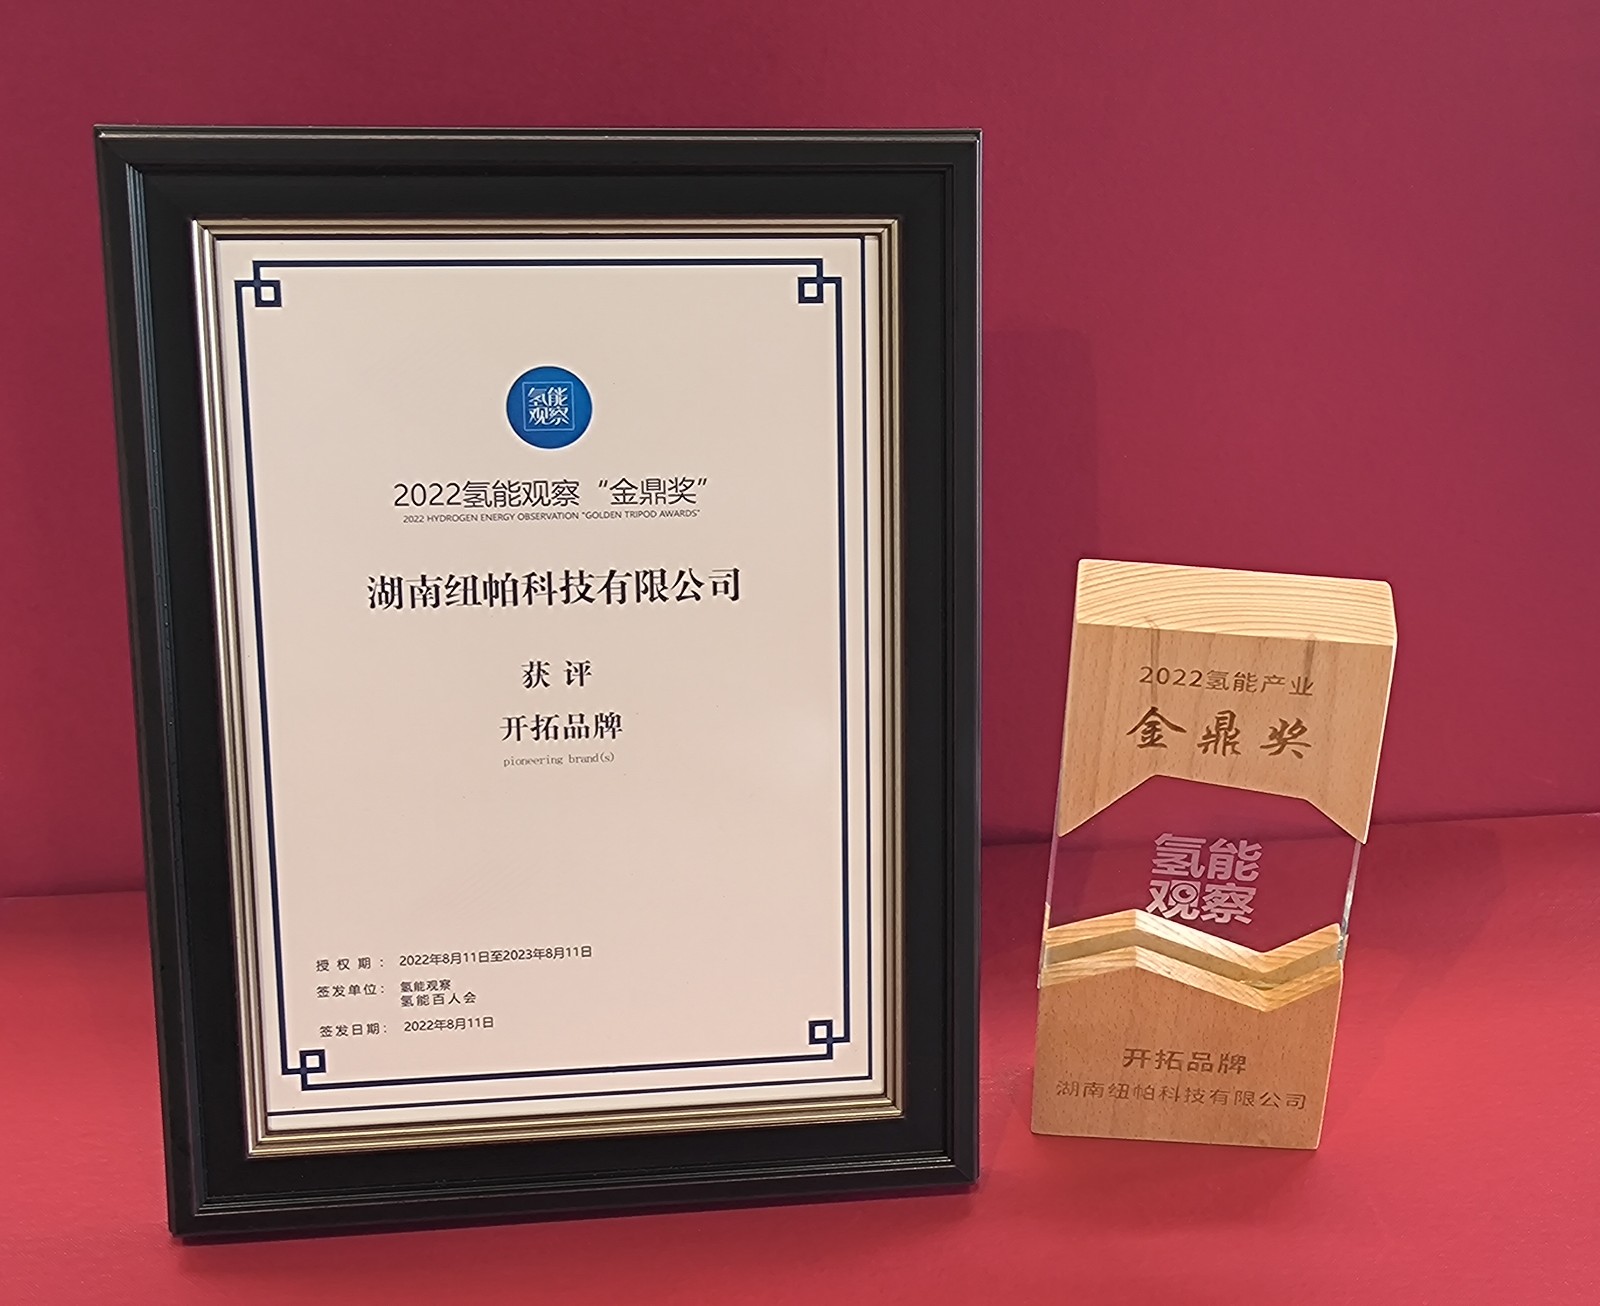 氢能
观察
2022氢能观察“金鼎奖”
2022 HYDROGEN ENERGY OBSERVATION "GOLDEN TRIPOD AWARDS"
湖南纽帕科技有限公司
获评
开拓品牌
pioneering brand(s)
授权期： 2022年8月11日至2023年8月11日
签发单位： 氢能观察
氢能百人会
签发日期： 2022年8月11日
2022氢能产业
金鼎奖
氢能
观察
开拓品牌
湖南纽帕科技有限公司